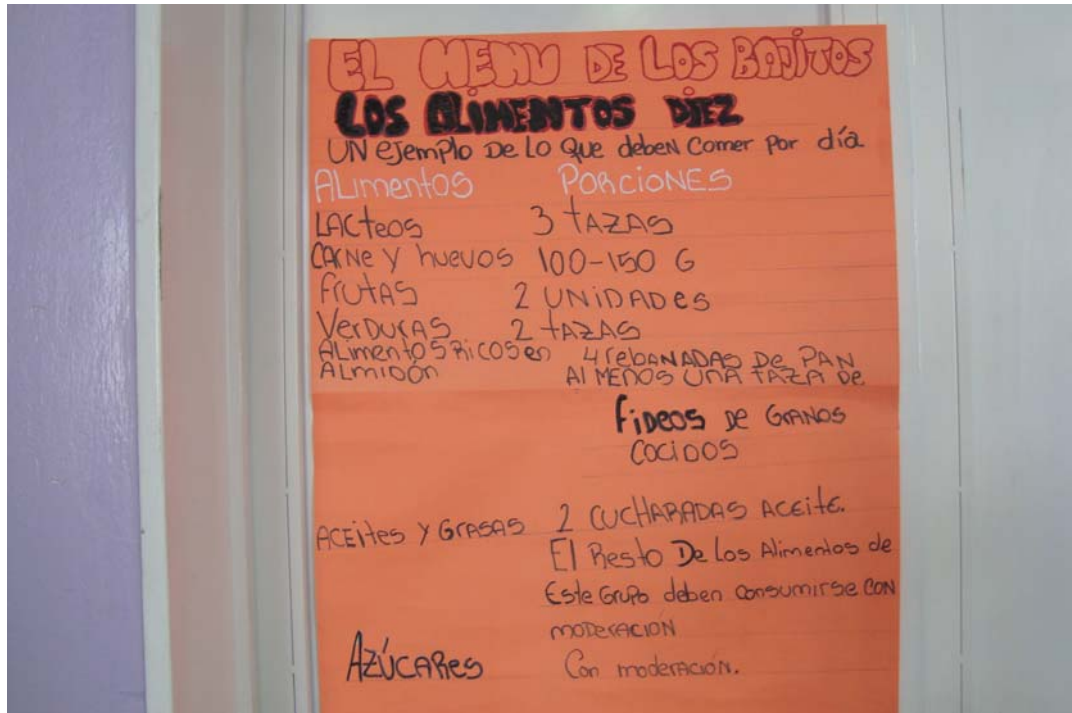 EL MENU DE LOS BAJITOS
LOS ALIMENTOS DIEZ
UN ejemplo De Lo Que deben Comer Por día
ALimentos PORCIONES
LACteos 3 tAZAS
CARNe y huevos 100-150 G
frutAS 2 UNiDADes
VerDURAS 2 tAZAS
ALimentos Ricos en 4 rebANADAS De PAN
ALmiDÓN Al MENOS UNA TAZA De
fiDeos De GRANOS
COCiDOS
ACEites y GrASAS 2 CUCHARADAS ACeite.
El Resto De Los Alimentos de
Este Grupo deben consumirse CON
moDerACiON
AZÚCARes Con moderación.